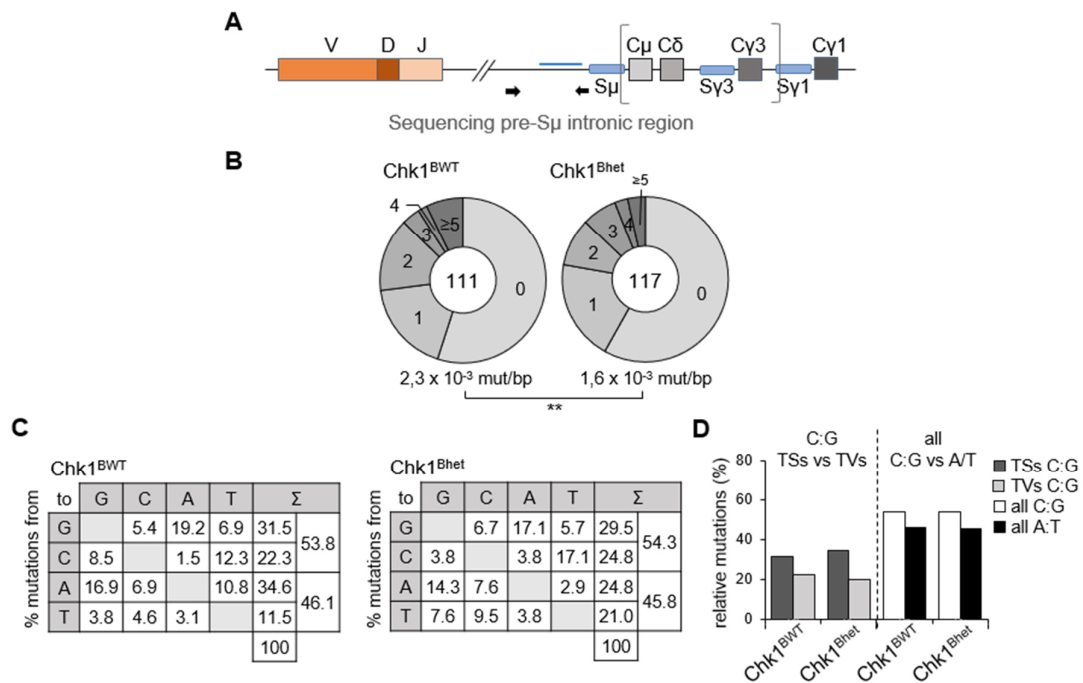 A
V D J Cμ Cδ Cγ3 Cγ1
Sμ Sγ3 Sγ1
Sequencing pre-Sμ intronic region
B
Chk1BWT Chk1Bhet
4 3 ≥5 2 1 0 111
≥5 4 3 2 1 0 117
2,3 x 10-3 mut/bp 1,6 x 10-3 mut/bp
**
C
Chk1BWT
% mutations from
to G C A T Σ
G 5.4 19.2 6.9 31.5 53.8
C 8.5 1.5 12.3 22.3
A 16.9 6.9 10.8 34.6 46.1
T 3.8 4.6 3.1 11.5
100
Chk1Bhet
% mutations from
to G C A T Σ
G 6.7 17.1 5.7 29.5 54.3
C 3.8 3.8 17.1 24.8
A 14.3 7.6 2.9 24.8 45.8
T 7.6 9.5 3.8 21.0
100
D
C:G all
TSs vs TVs C:G vs A/T
relative mutations (%)
80
60
40
20
0
Chk1BWT Chk1Bhet Chk1BWT Chk1Bhet
TSs C:G
TVs C:G
all C:G
all A:T